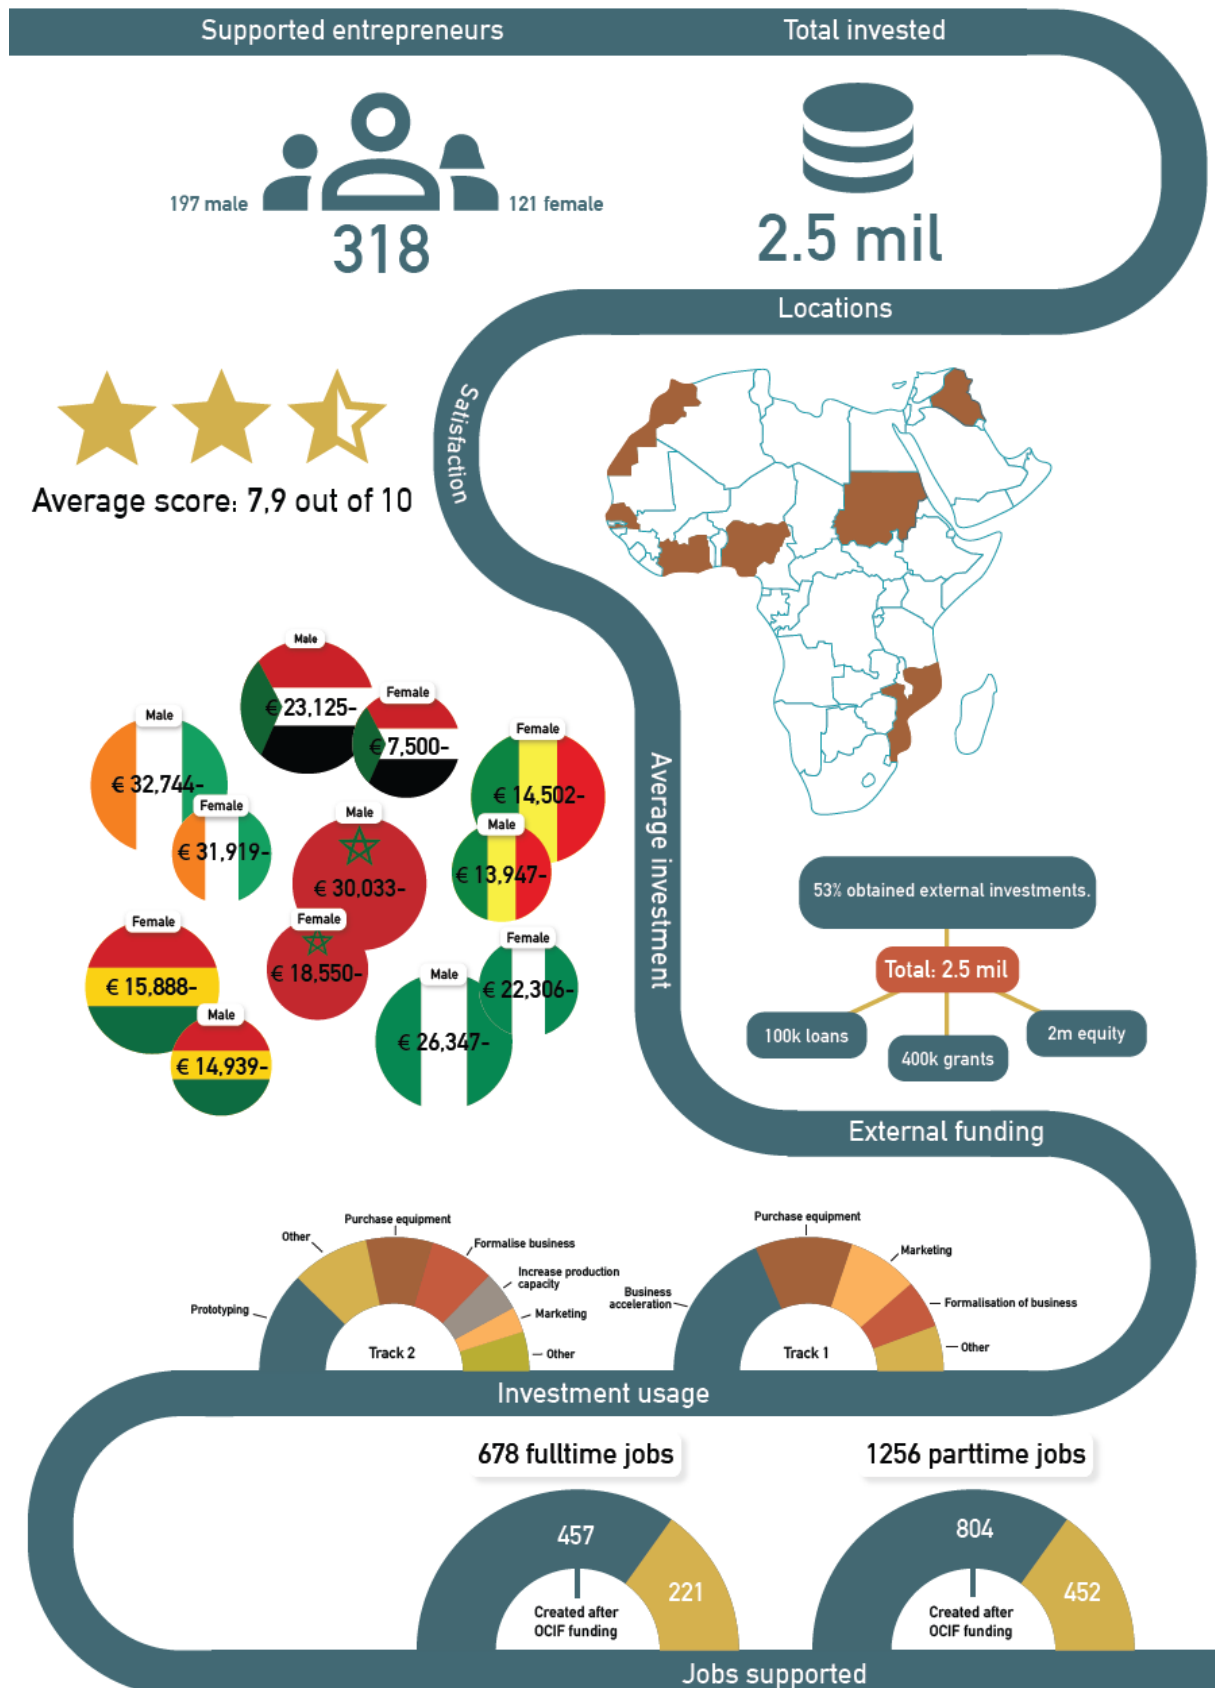 Supported entrepreneurs
Total invested
197 male
121 female
318
2.5 mil
Locations
Satisfaction
Average score: 7,9 out of 10
Male
€ 23,125-
Female
€ 7,500-
Male
€ 32,744-
Female
€ 31,919-
Female
€ 14,502-
Male
€ 13,947-
Male
€ 30,033-
Female
€ 18,550-
Female
€ 15,888-
Male
€ 14,939-
Female
€ 22,306-
Male
€ 26,347-
Average investment
53% obtained external investments.
Total: 2.5 mil
100k loans
400k grants
2m equity
External funding
Prototyping
Other
Purchase equipment
Formalise business
Increase production
capacity
Marketing
Other
Track 2
Business
acceleration
Purchase equipment
Marketing
Formalisation of business
Other
Track 1
Investment usage
678 fulltime jobs
457
221
Created after
OCIF funding
1256 parttime jobs
804
452
Created after
OCIF funding
Jobs supported